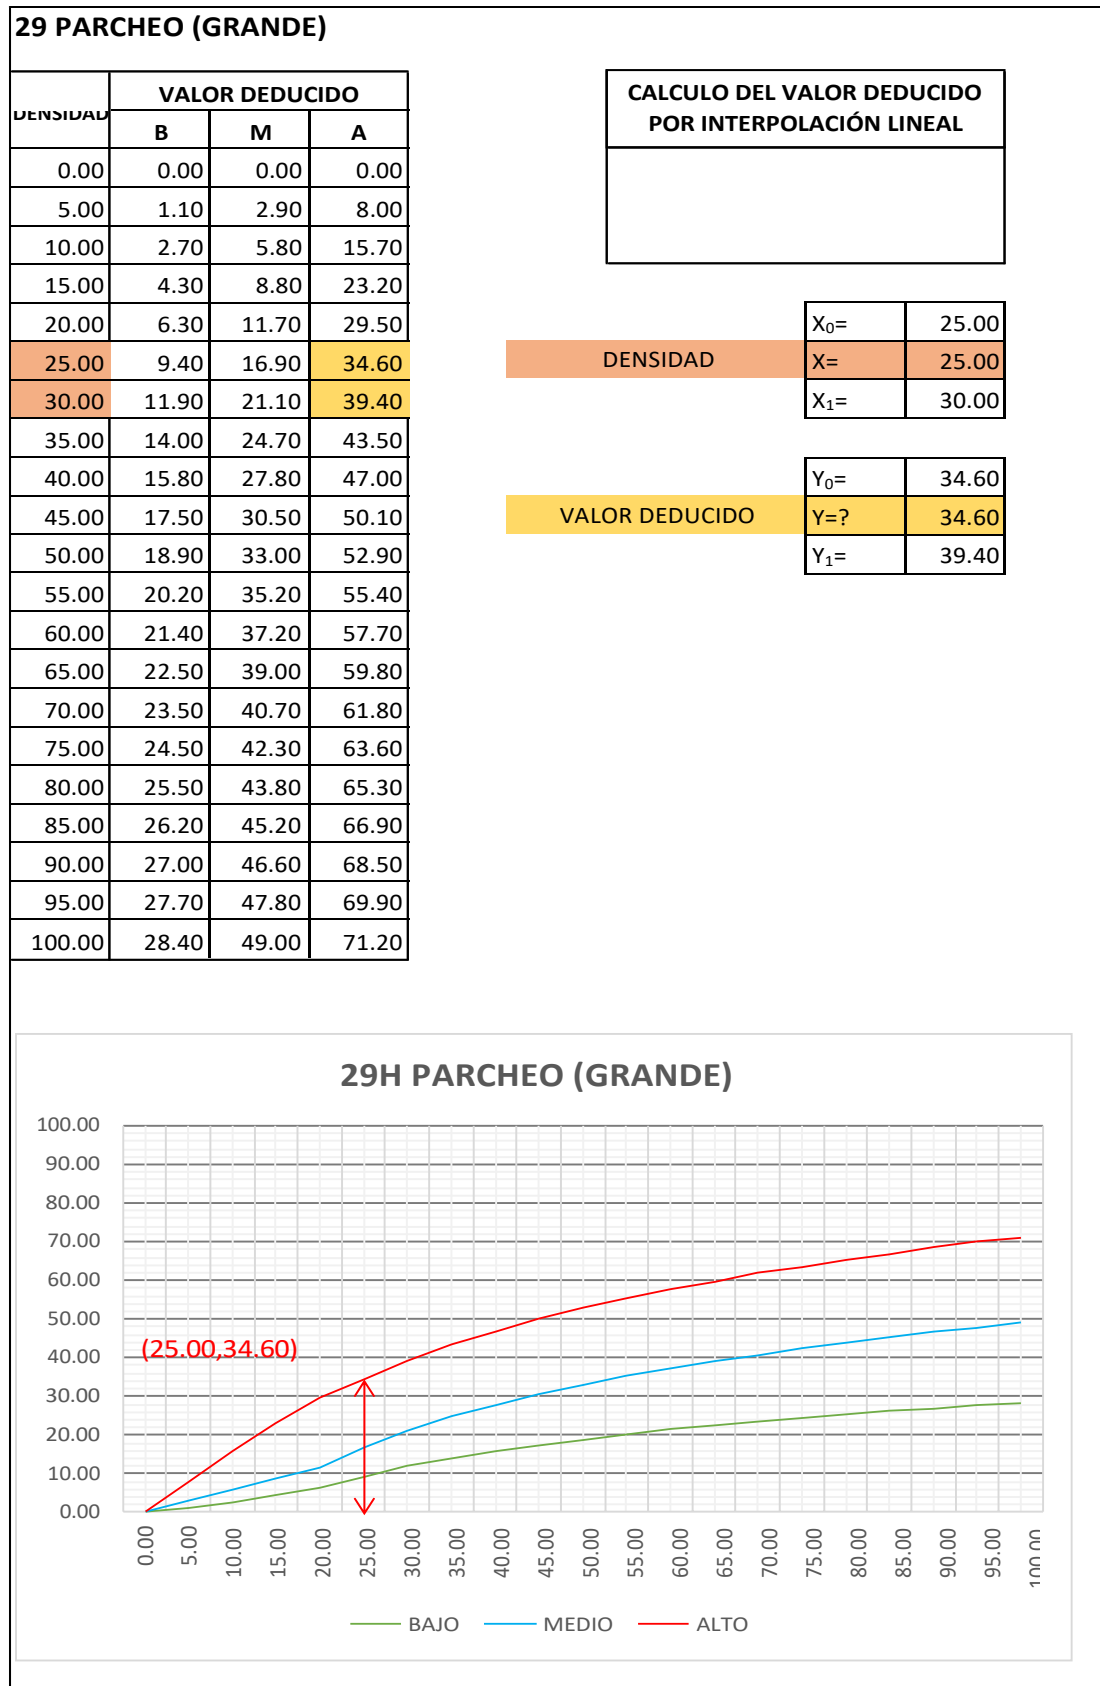 29 PARCHEO (GRANDE)
DENSIDAD VALOR DEDUCIDO
B M A
0.00 0.00 0.00 0.00
5.00 1.10 2.90 8.00
10.00 2.70 5.80 15.70
15.00 4.30 8.80 23.20
20.00 6.30 11.70 29.50
25.00 9.40 16.90 34.60
30.00 11.90 21.10 39.40
35.00 14.00 24.70 43.50
40.00 15.80 27.80 47.00
45.00 17.50 30.50 50.10
50.00 18.90 33.00 52.90
55.00 20.20 35.20 55.40
60.00 21.40 37.20 57.70
65.00 22.50 39.00 59.80
70.00 23.50 40.70 61.80
75.00 24.50 42.30 63.60
80.00 25.50 43.80 65.30
85.00 26.20 45.20 66.90
90.00 27.00 46.60 68.50
95.00 27.70 47.80 69.90
100.00 28.40 49.00 71.20
CALCULO DEL VALOR DEDUCIDO
POR INTERPOLACIÓN LINEAL
X₀= 25.00
DENSIDAD X= 25.00
X₁= 30.00
Y₀= 34.60
VALOR DEDUCIDO Y=? 34.60
Y₁= 39.40
29H PARCHEO (GRANDE)
100.00
90.00
80.00
70.00
60.00
50.00
40.00
30.00
20.00
10.00
0.00
(25.00,34.60)
0.00 5.00 10.00 15.00 20.00 25.00 30.00 35.00 40.00 45.00 50.00 55.00 60.00 65.00 70.00 75.00 80.00 85.00 90.00 95.00 100.00
BAJO MEDIO ALTO